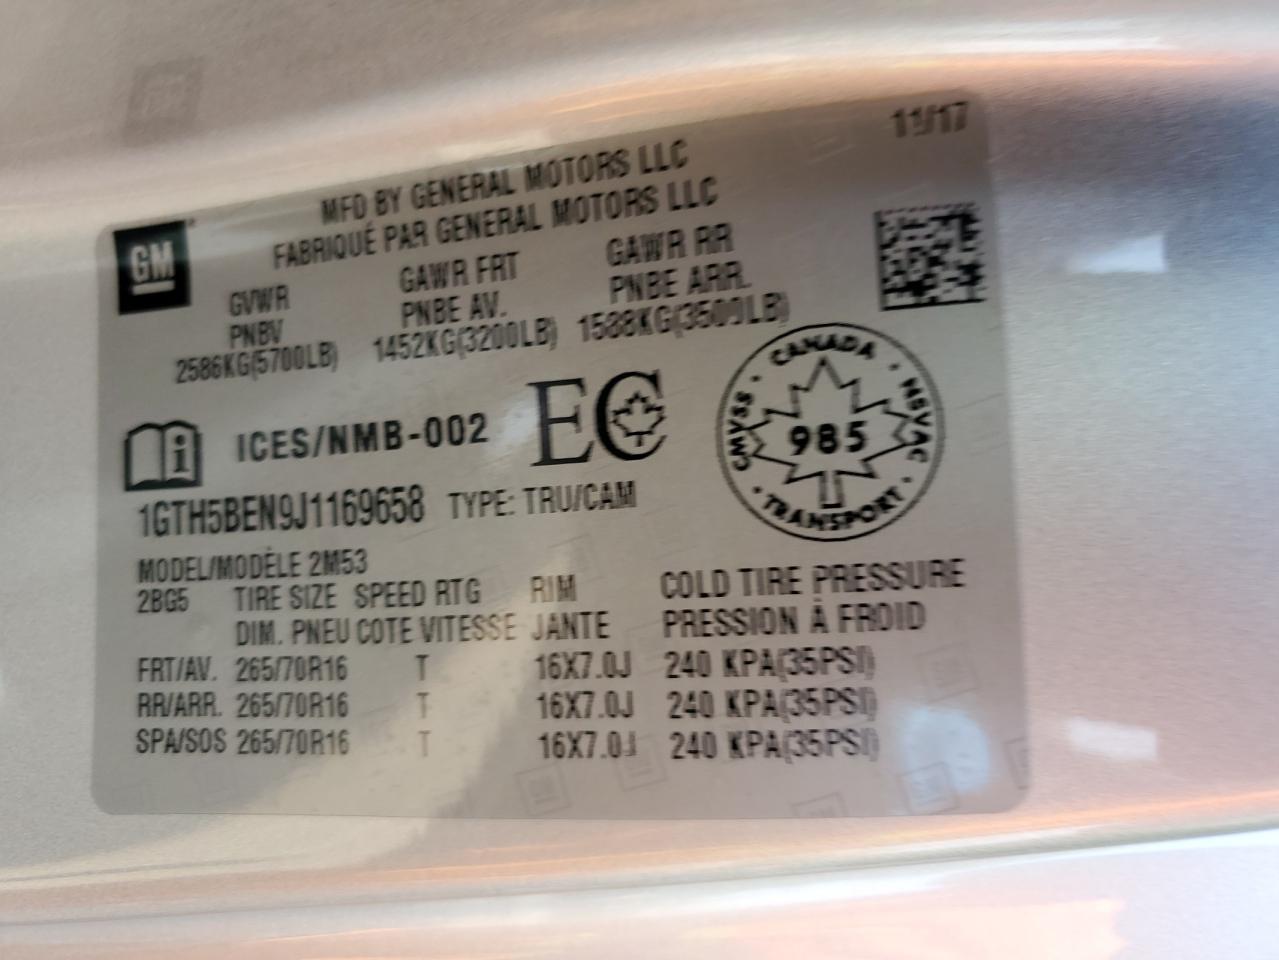 11/17
MFD BY GENERAL MOTORS LLC
FABRIQUÉ PAR GENERAL MOTORS LLC
GM
GVWR GAWR FRT GAWR RR
PNBV PNBE AV. PNBE ARR.
2586KG(5700LB) 1452KG(3200LB) 1588KG(3500LB)
ICES/NMB-002 EC
CANADA
CMVSS 985 NSVAC
TRANSPORT
1GTH5BEN9J1169658 TYPE: TRU/CAM
MODEL/MODÈLE 2M53
2BG5 TIRE SIZE SPEED RTG RIM COLD TIRE PRESSURE
DIM. PNEU COTE VITESSE JANTE PRESSION À FROID
FRT/AV. 265/70R16 T 16X7.0J 240 KPA(35PSI)
RR/ARR. 265/70R16 T 16X7.0J 240 KPA(35PSI)
SPA/SOS 265/70R16 T 16X7.0J 240 KPA(35PSI)